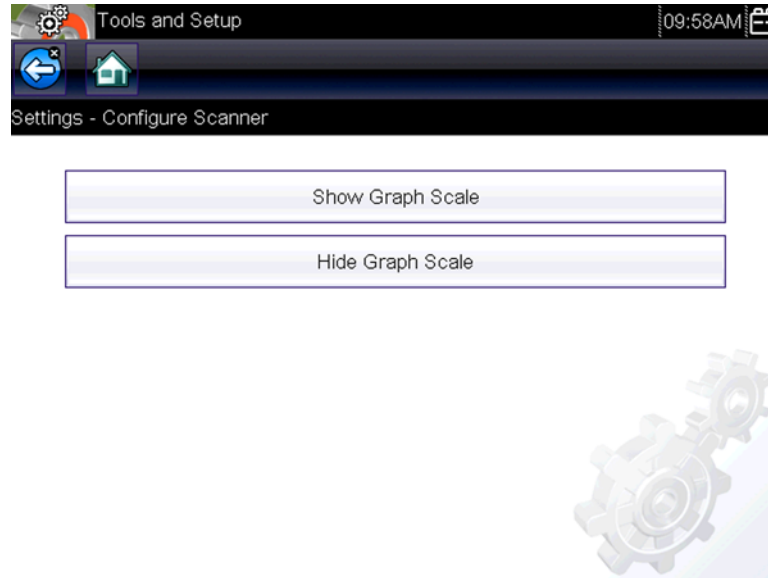 Tools and Setup 09:58AM
Settings - Configure Scanner
Show Graph Scale
Hide Graph Scale